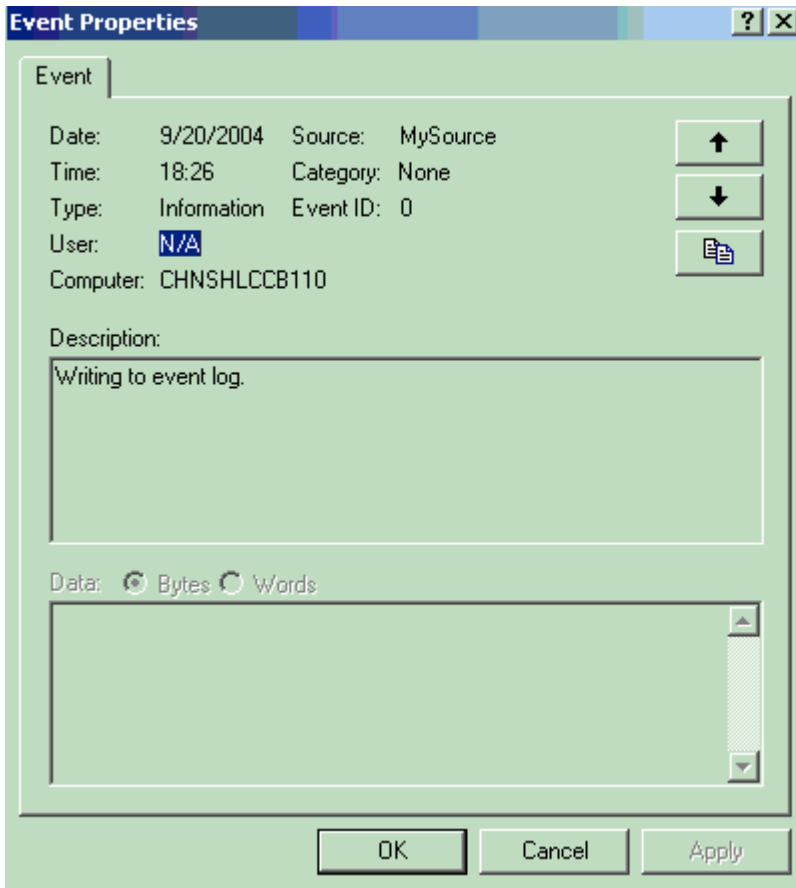 Event Properties
Event
Date: 9/20/2004 Source: MySource
Time: 18:26 Category: None
Type: Information Event ID: 0
User: N/A
Computer: CHNSHLCCB110
Description:
Writing to event log.
Data: Bytes Words
OK Cancel Apply